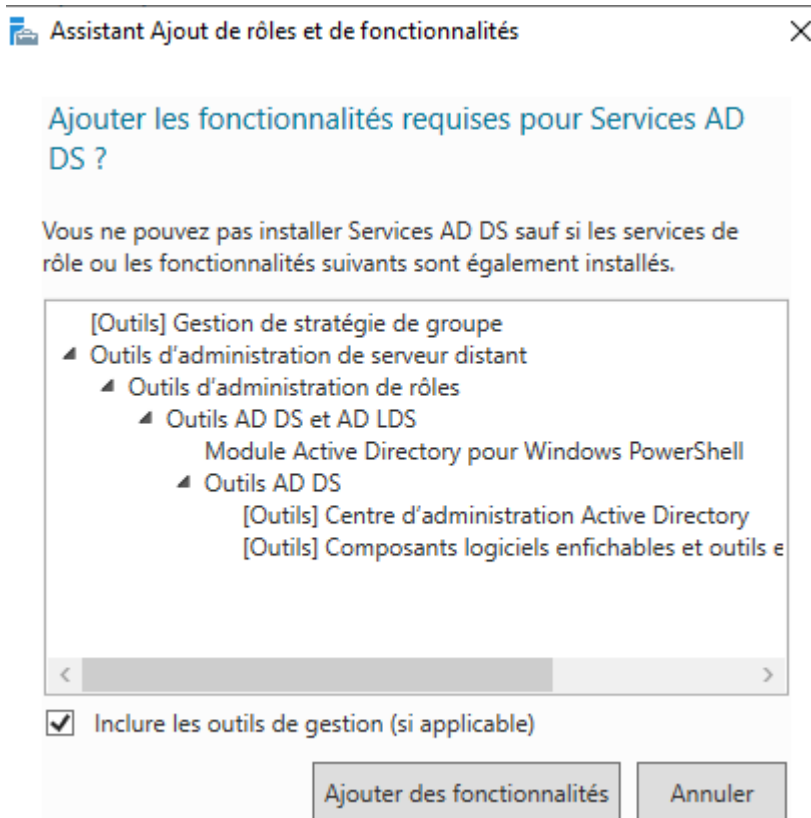 Assistant Ajout de rôles et de fonctionnalités
Ajouter les fonctionnalités requises pour Services AD
DS ?
Vous ne pouvez pas installer Services AD DS sauf si les services de
rôle ou les fonctionnalités suivants sont également installés.
[Outils] Gestion de stratégie de groupe
Outils d'administration de serveur distant
Outils d'administration de rôles
Outils AD DS et AD LDS
Module Active Directory pour Windows PowerShell
Outils AD DS
[Outils] Centre d'administration Active Directory
[Outils] Composants logiciels enfichables et outils e
Inclure les outils de gestion (si applicable)
Ajouter des fonctionnalités Annuler